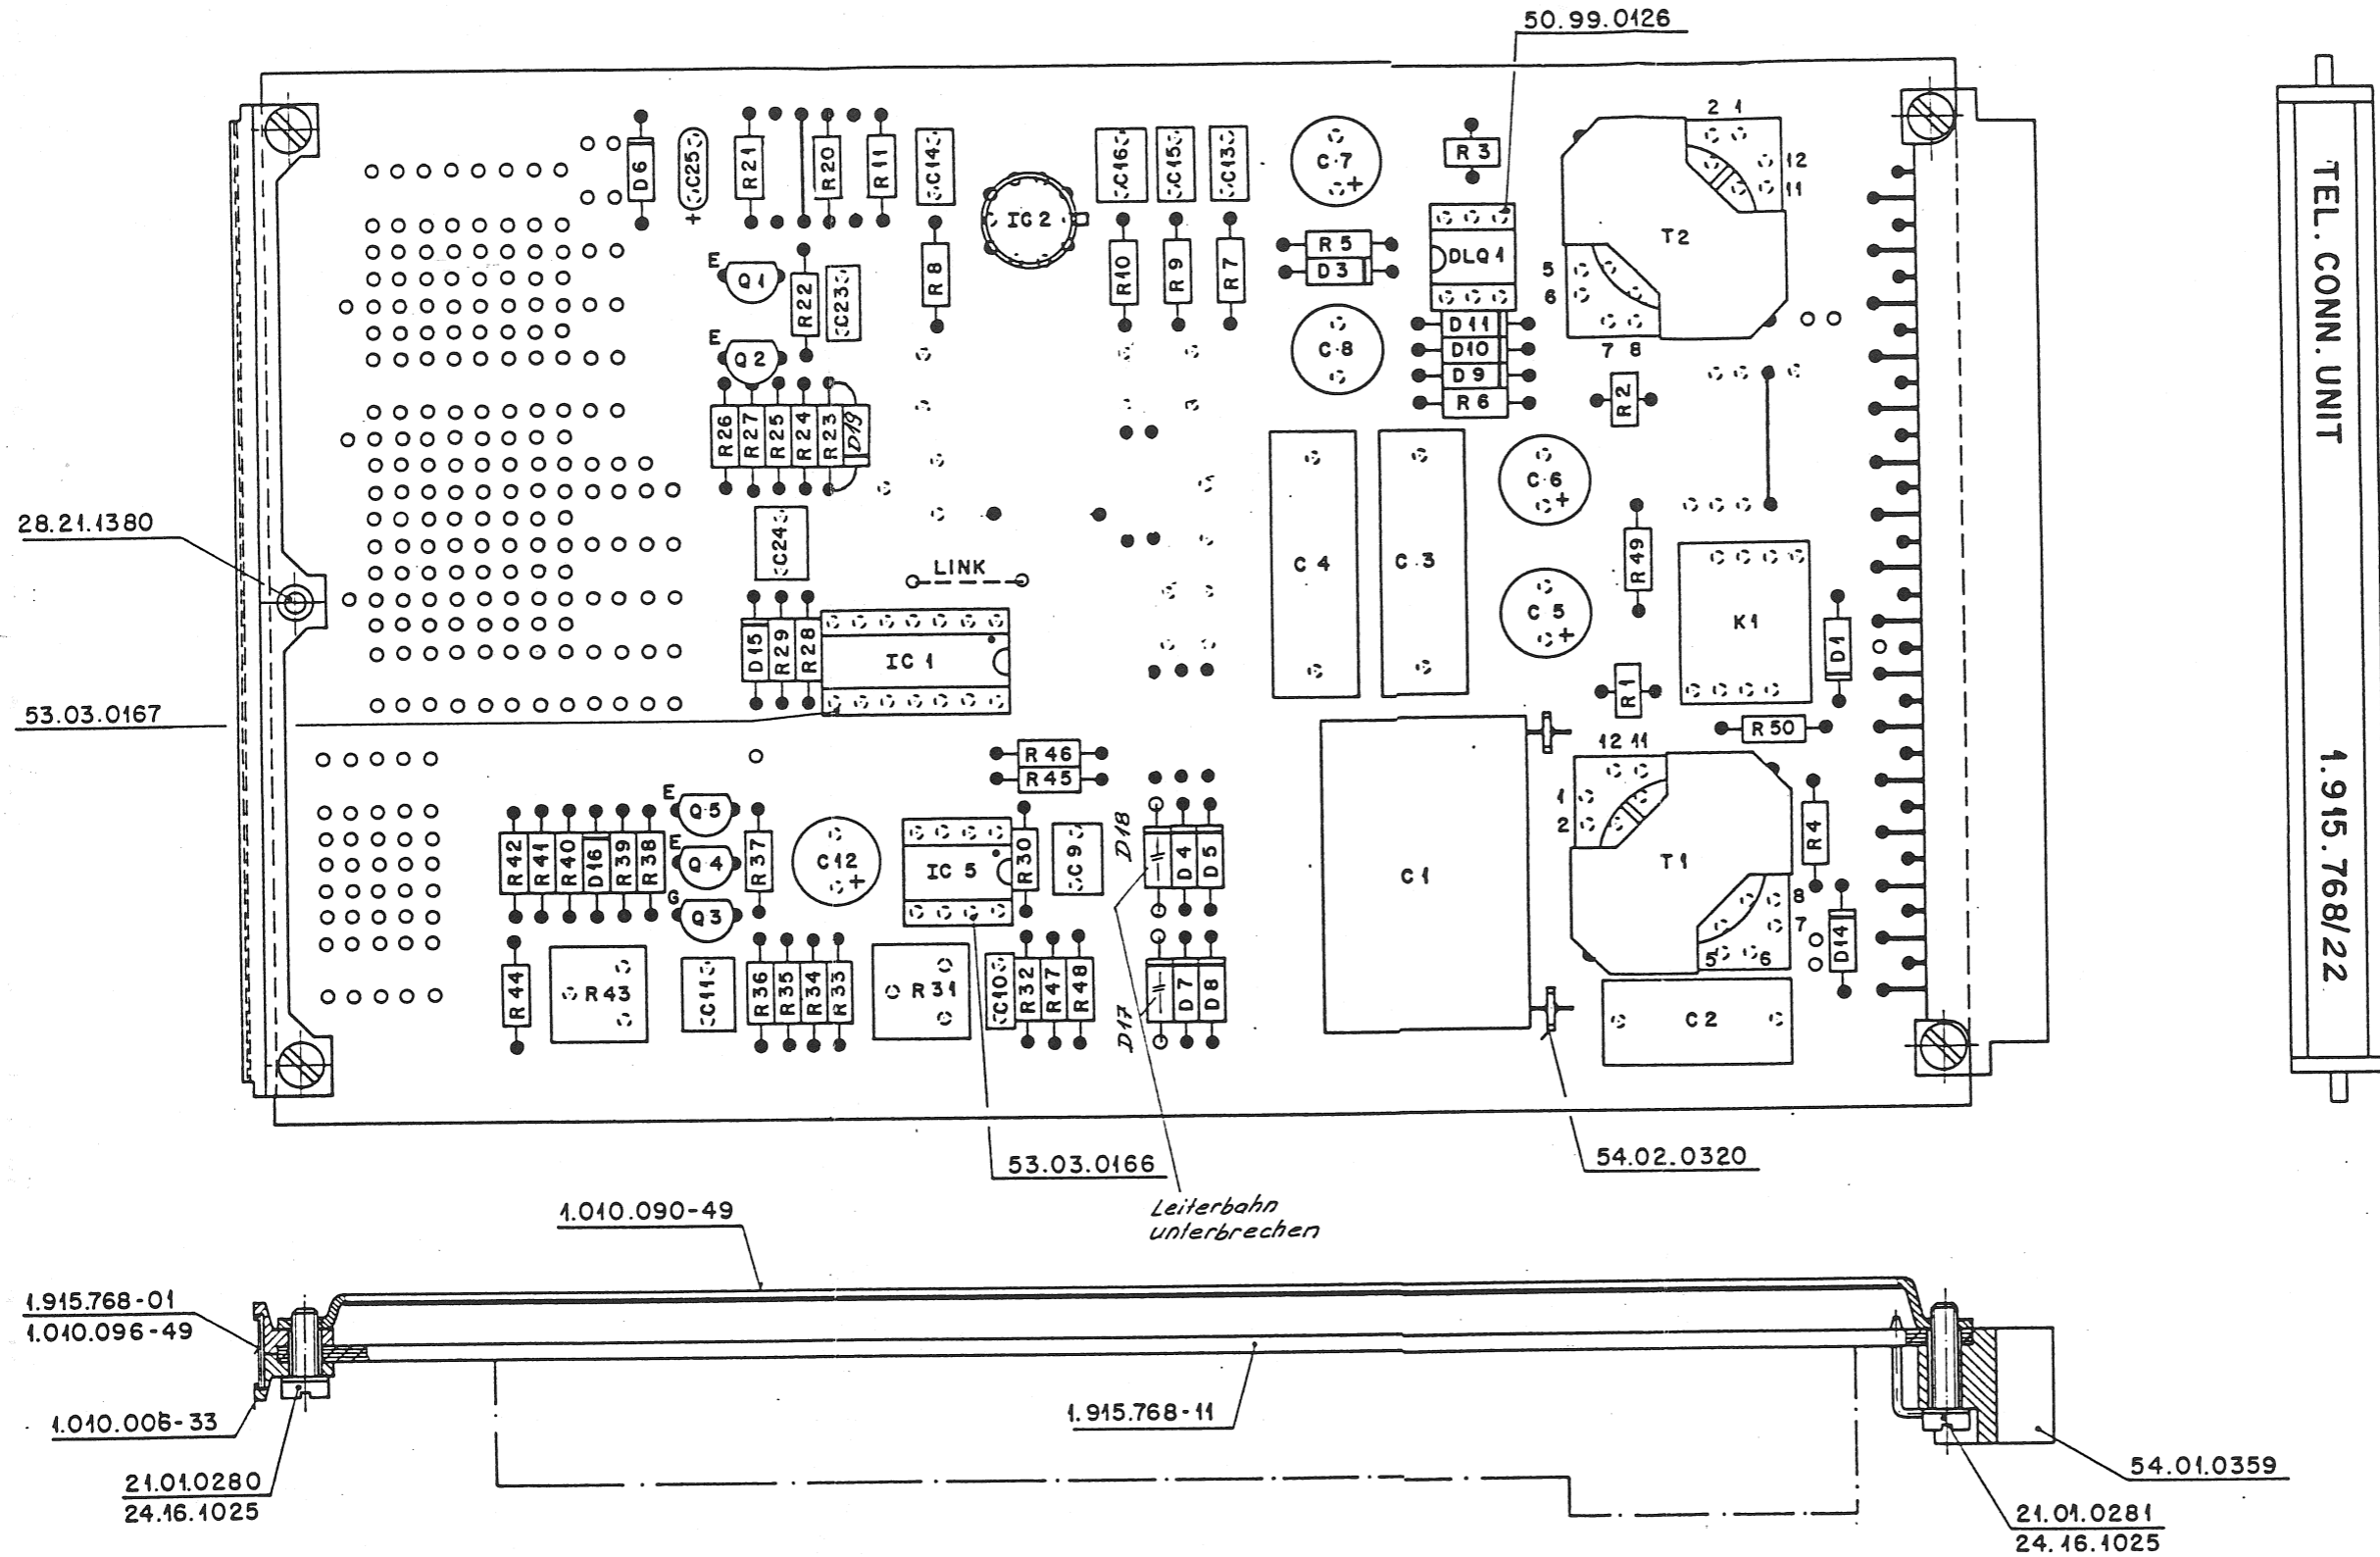 50.99.0126
2 1
D6
C25
+
R21
R20
R11
C14
C16
C15
C13
C7
+
R3
12
11
IC2
T2
E
Q1
R22
C23
R8
R10
R9
R7
R5
D3
DLQ1
5
6
E
Q2
C8
D11
D10
D9
R6
7 8
R2
R26
R27
R25
R24
R23
D19
C4
C3
C6
+
28.21.1380
C24
LINK
R49
C5
+
K1
D15
R29
R28
IC1
D1
R1
53.03.0167
R50
R46
R45
12 11
1
2
E
Q5
E
Q4
G
Q3
R42
R41
R40
D16
R39
R38
R37
C12
+
IC5
R30
C9
D18
D4
D5
C1
T1
R4
8
7
5
6
D14
R44
R43
C11
R36
R35
R34
R33
R31
C10
R32
R47
R48
D17
D7
D8
C2
53.03.0166
54.02.0320
Leiterbahn
unterbrechen
TEL.CONN.UNIT
1.915.768/22
1.010.090-49
1.915.768-01
1.010.096-49
1.010.006-33
1.915.768-11
21.01.0280
24.16.1025
54.01.0359
21.01.0281
24.16.1025